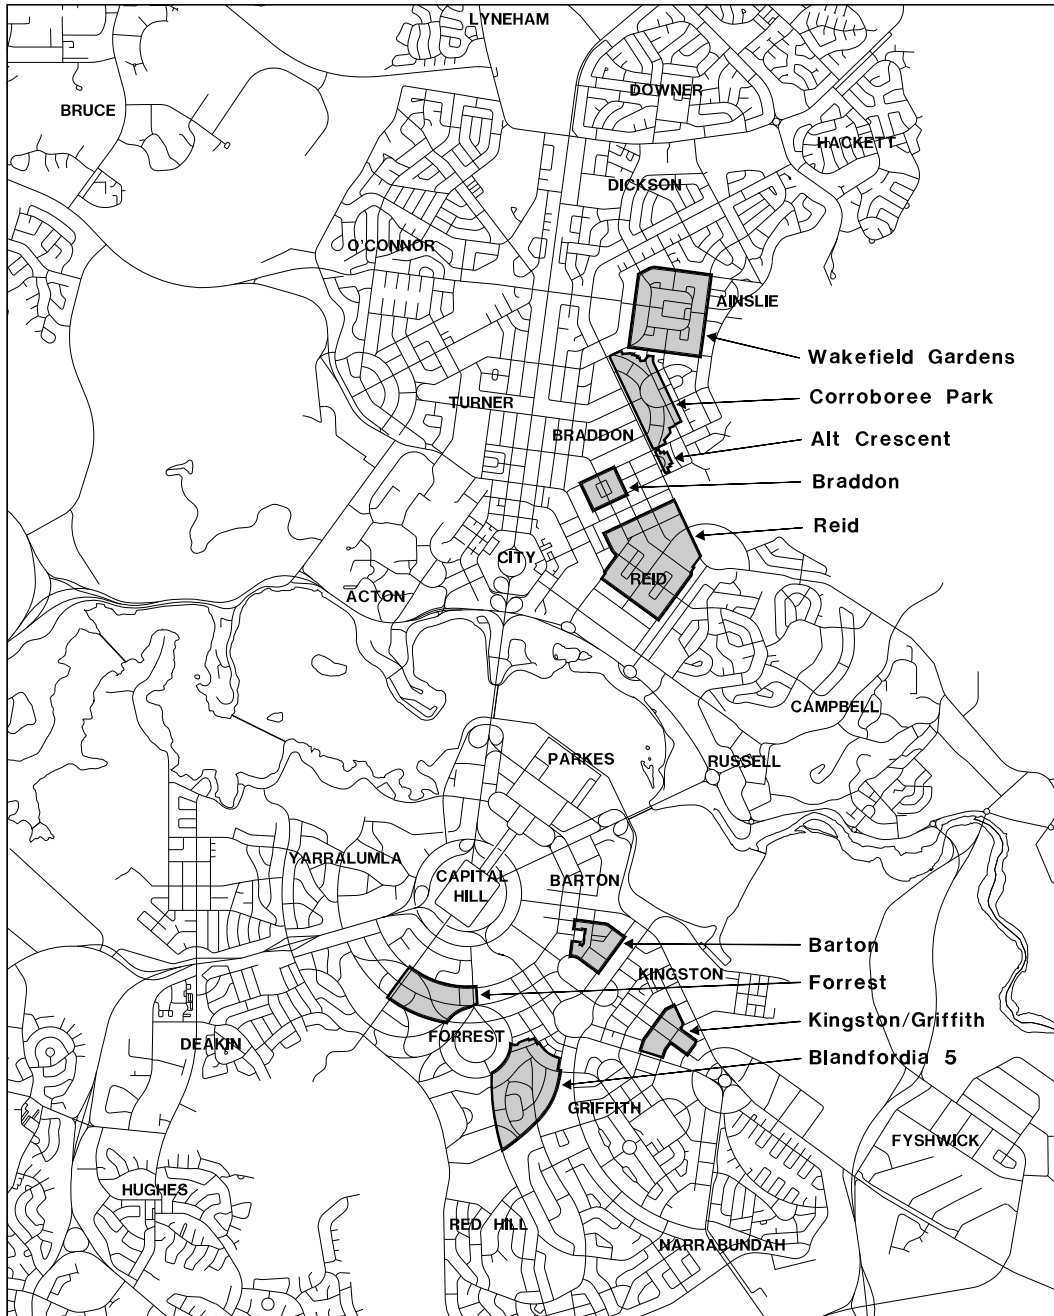 LYNEHAM
DOWNER
BRUCE
HACKETT
DICKSON
O'CONNOR
AINSLIE
Wakefield Gardens
Corroboree Park
TURNER
BRADDON
Alt Crescent
Braddon
Reid
CITY
REID
ACTON
CAMPBELL
PARKES
RUSSELL
YARRALUMLA
CAPITAL
HILL
BARTON
Barton
KINGSTON
Forrest
Kingston/Griffith
FORREST
DEAKIN
Blandfordia 5
GRIFFITH
FYSHWICK
HUGHES
RED HILL
NARRABUNDAH